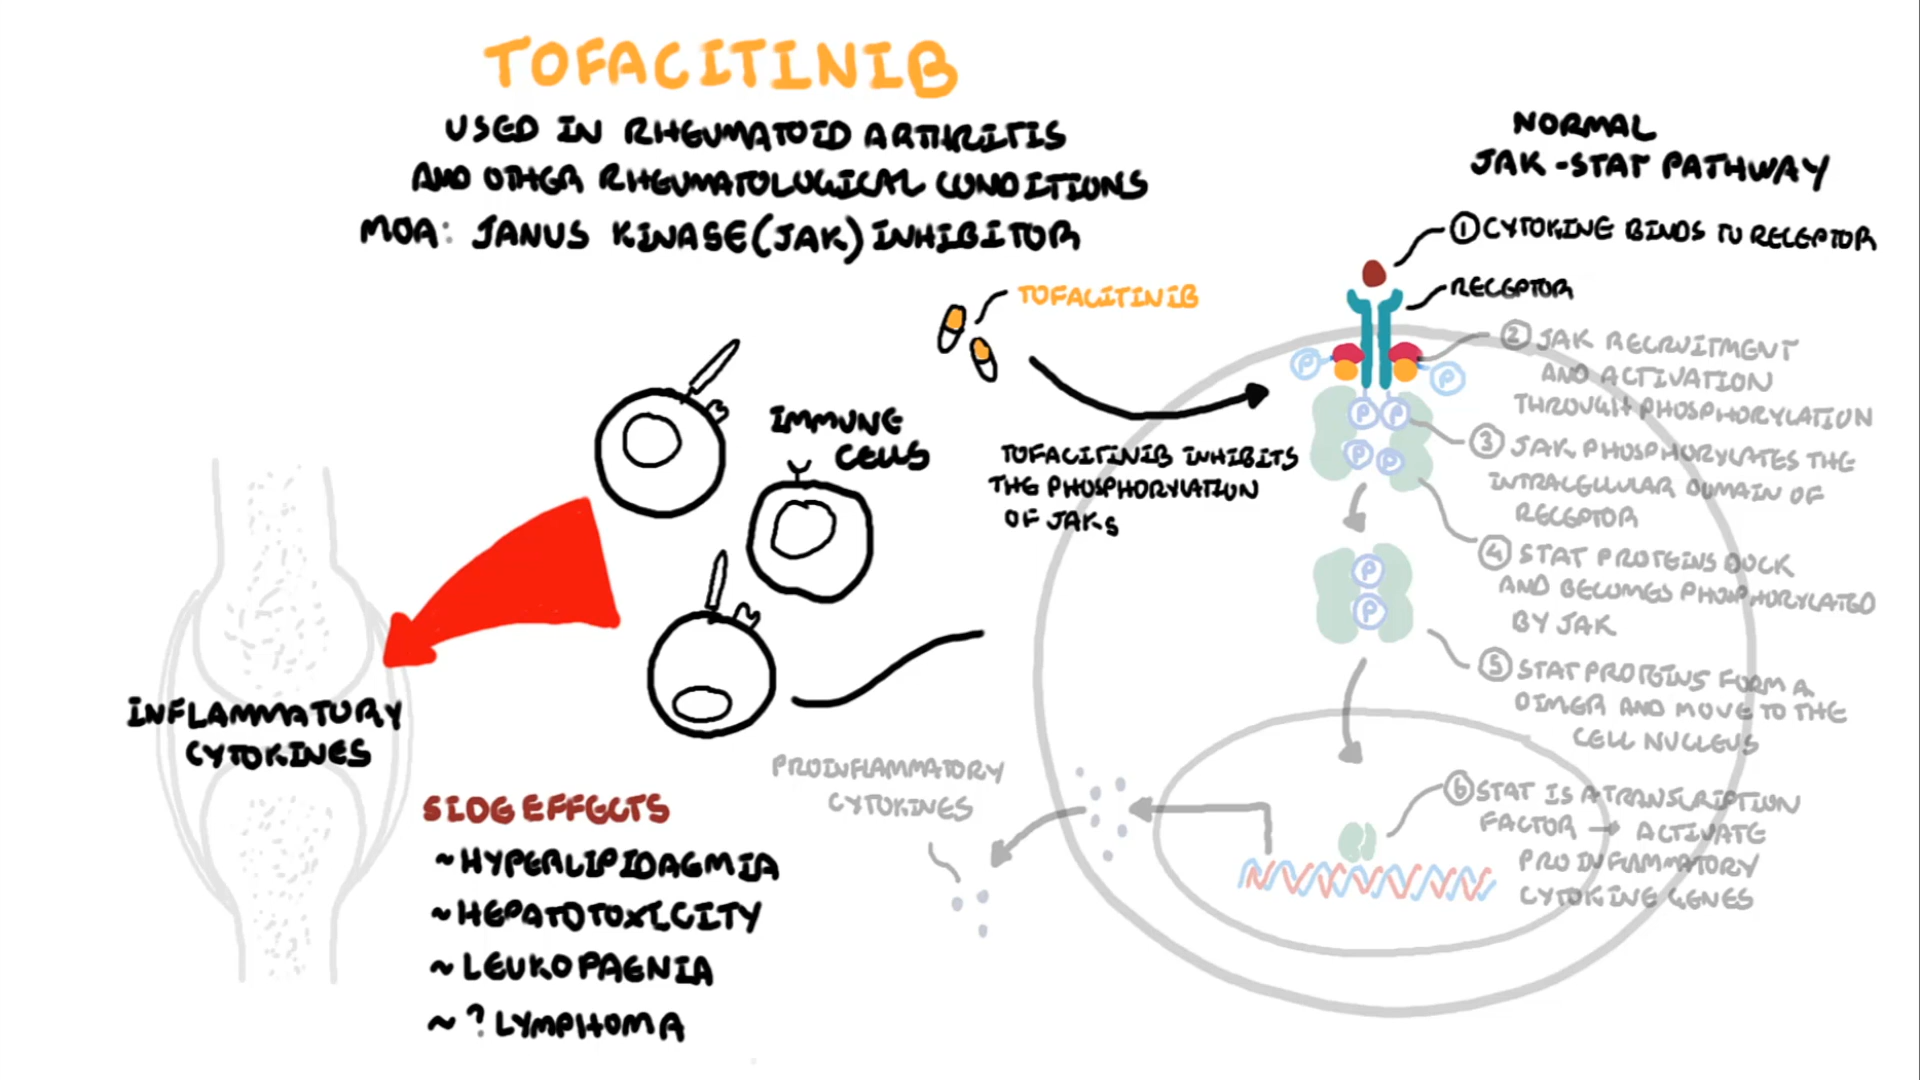 TOFACITINIB
USED IN RHEUMATOID ARTHRITIS
AND OTHER RHEUMATOLOGICAL CONDITIONS
MOA: JANUS KINASE (JAK) INHIBITOR
NORMAL
JAK-STAT PATHWAY
① CYTOKINE BINDS TO RECEPTOR
RECEPTOR
TOFACITINIB
② JAK RECRUITMENT
AND ACTIVATION
THROUGH PHOSPHORYLATION
P
P
P P
P P
③ JAK PHOSPHORYLATES THE
INTRACELLULAR DOMAIN OF
RECEPTOR
IMMUNE
CELLS
TOFACITINIB INHIBITS
THE PHOSPHORYLATION
OF JAKS
④ STAT PROTEINS DOCK
AND BECOMES PHOSPHORYLATED
BY JAK
P
P
⑤ STAT PROTEINS FORM A
DIMER AND MOVE TO THE
CELL NUCLEUS
INFLAMMATORY
CYTOKINES
PROINFLAMMATORY
CYTOKINES
⑥ STAT IS A TRANSCRIPTION
FACTOR → ACTIVATE
PROINFLAMMATORY
CYTOKINE GENES
SIDE EFFECTS
~ HYPERLIPIDAEMIA
~ HEPATOTOXICITY
~ LEUKOPAENIA
~ ? LYMPHOMA